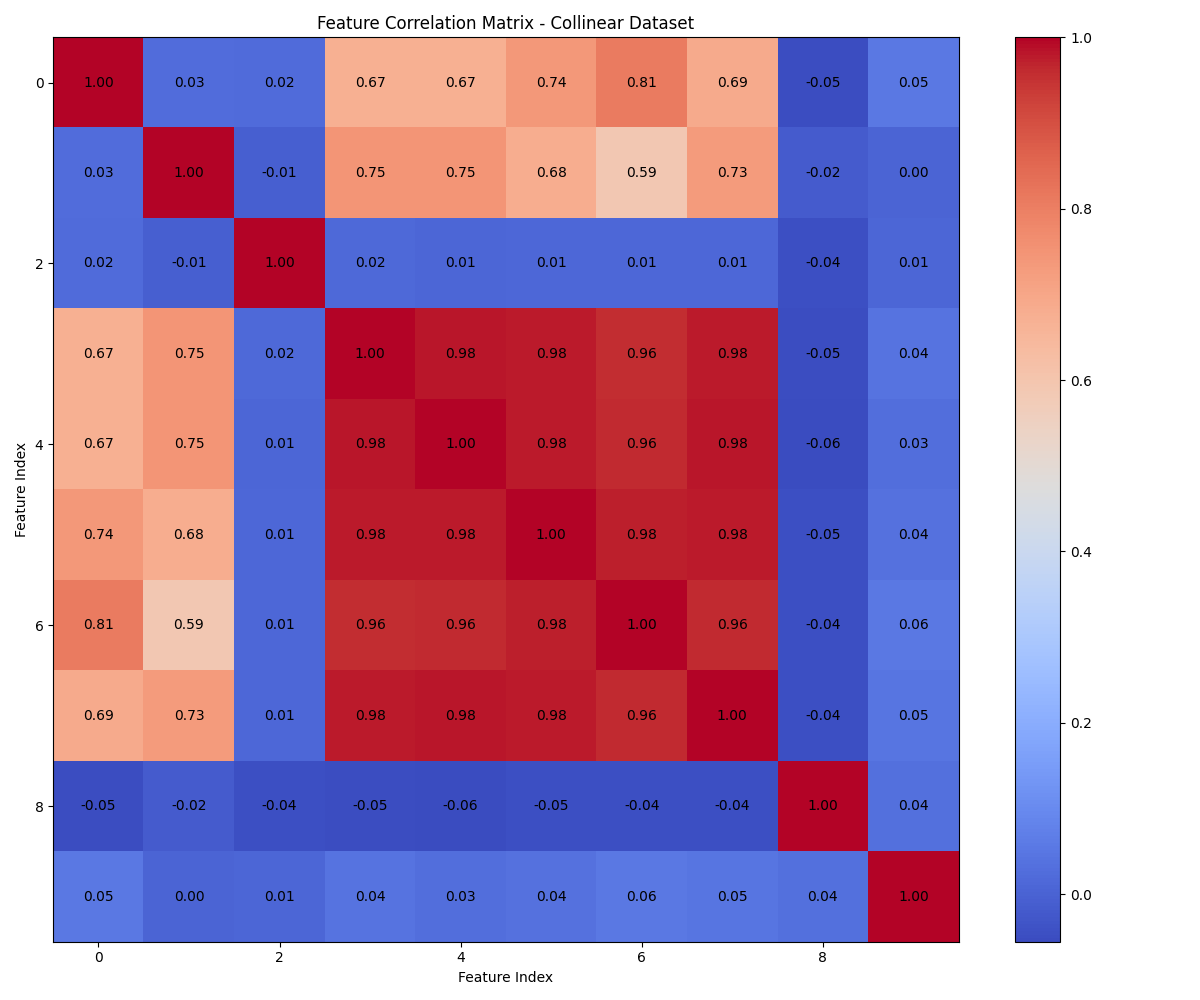 Feature Correlation Matrix - Collinear Dataset
1.0
0 1.00 0.03 0.02 0.67 0.67 0.74 0.81 0.69 -0.05 0.05
0.03 1.00 -0.01 0.75 0.75 0.68 0.59 0.73 -0.02 0.00
0.8
2 0.02 -0.01 1.00 0.02 0.01 0.01 0.01 0.01 -0.04 0.01
0.67 0.75 0.02 1.00 0.98 0.98 0.96 0.98 -0.05 0.04
0.6
4 0.67 0.75 0.01 0.98 1.00 0.98 0.96 0.98 -0.06 0.03
Feature Index
0.74 0.68 0.01 0.98 0.98 1.00 0.98 0.98 -0.05 0.04
0.4
6 0.81 0.59 0.01 0.96 0.96 0.98 1.00 0.96 -0.04 0.06
0.69 0.73 0.01 0.98 0.98 0.98 0.96 1.00 -0.04 0.05
0.2
8 -0.05 -0.02 -0.04 -0.05 -0.06 -0.05 -0.04 -0.04 1.00 0.04
0.05 0.00 0.01 0.04 0.03 0.04 0.06 0.05 0.04 1.00
0.0
0 2 4 6 8
Feature Index